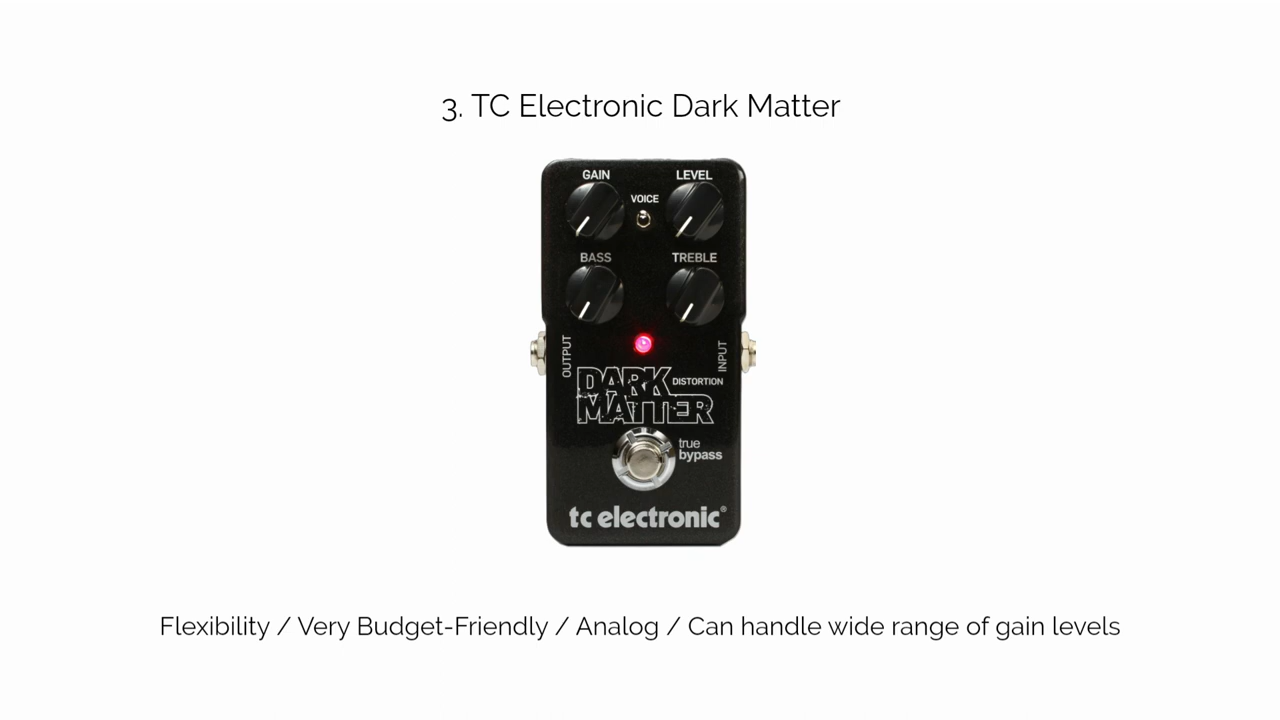 3. TC Electronic Dark Matter
GAIN
LEVEL
VOICE
BASS
TREBLE
OUTPUT
INPUT
DARK
DISTORTION
MATTER
true
bypass
tc electronic®
Flexibility / Very Budget-Friendly / Analog / Can handle wide range of gain levels